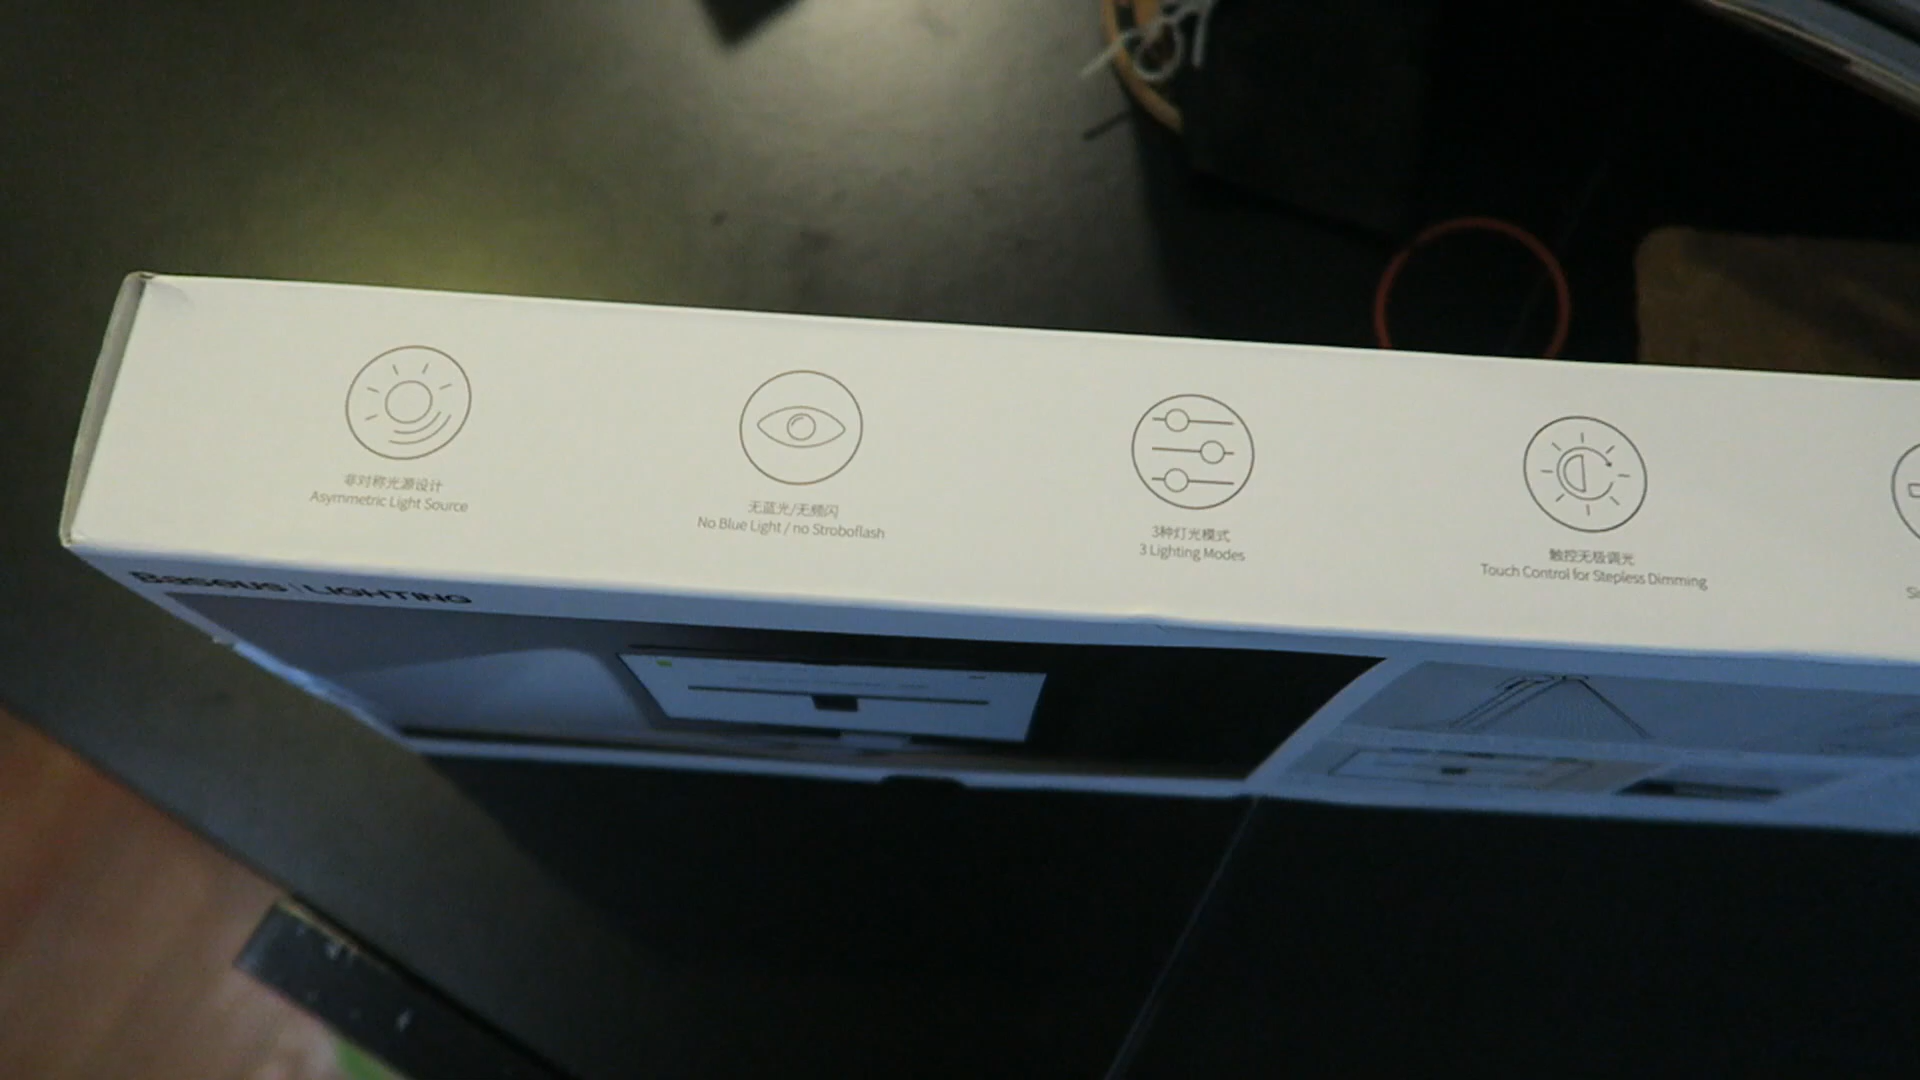 非对称光源设计
Asymmetric Light Source
无蓝光/无频闪
No Blue Light / no Stroboflash
3种灯光模式
3 Lighting Modes
触控无极调光
Touch Control for Stepless Dimming
Baseus | LIGHTING